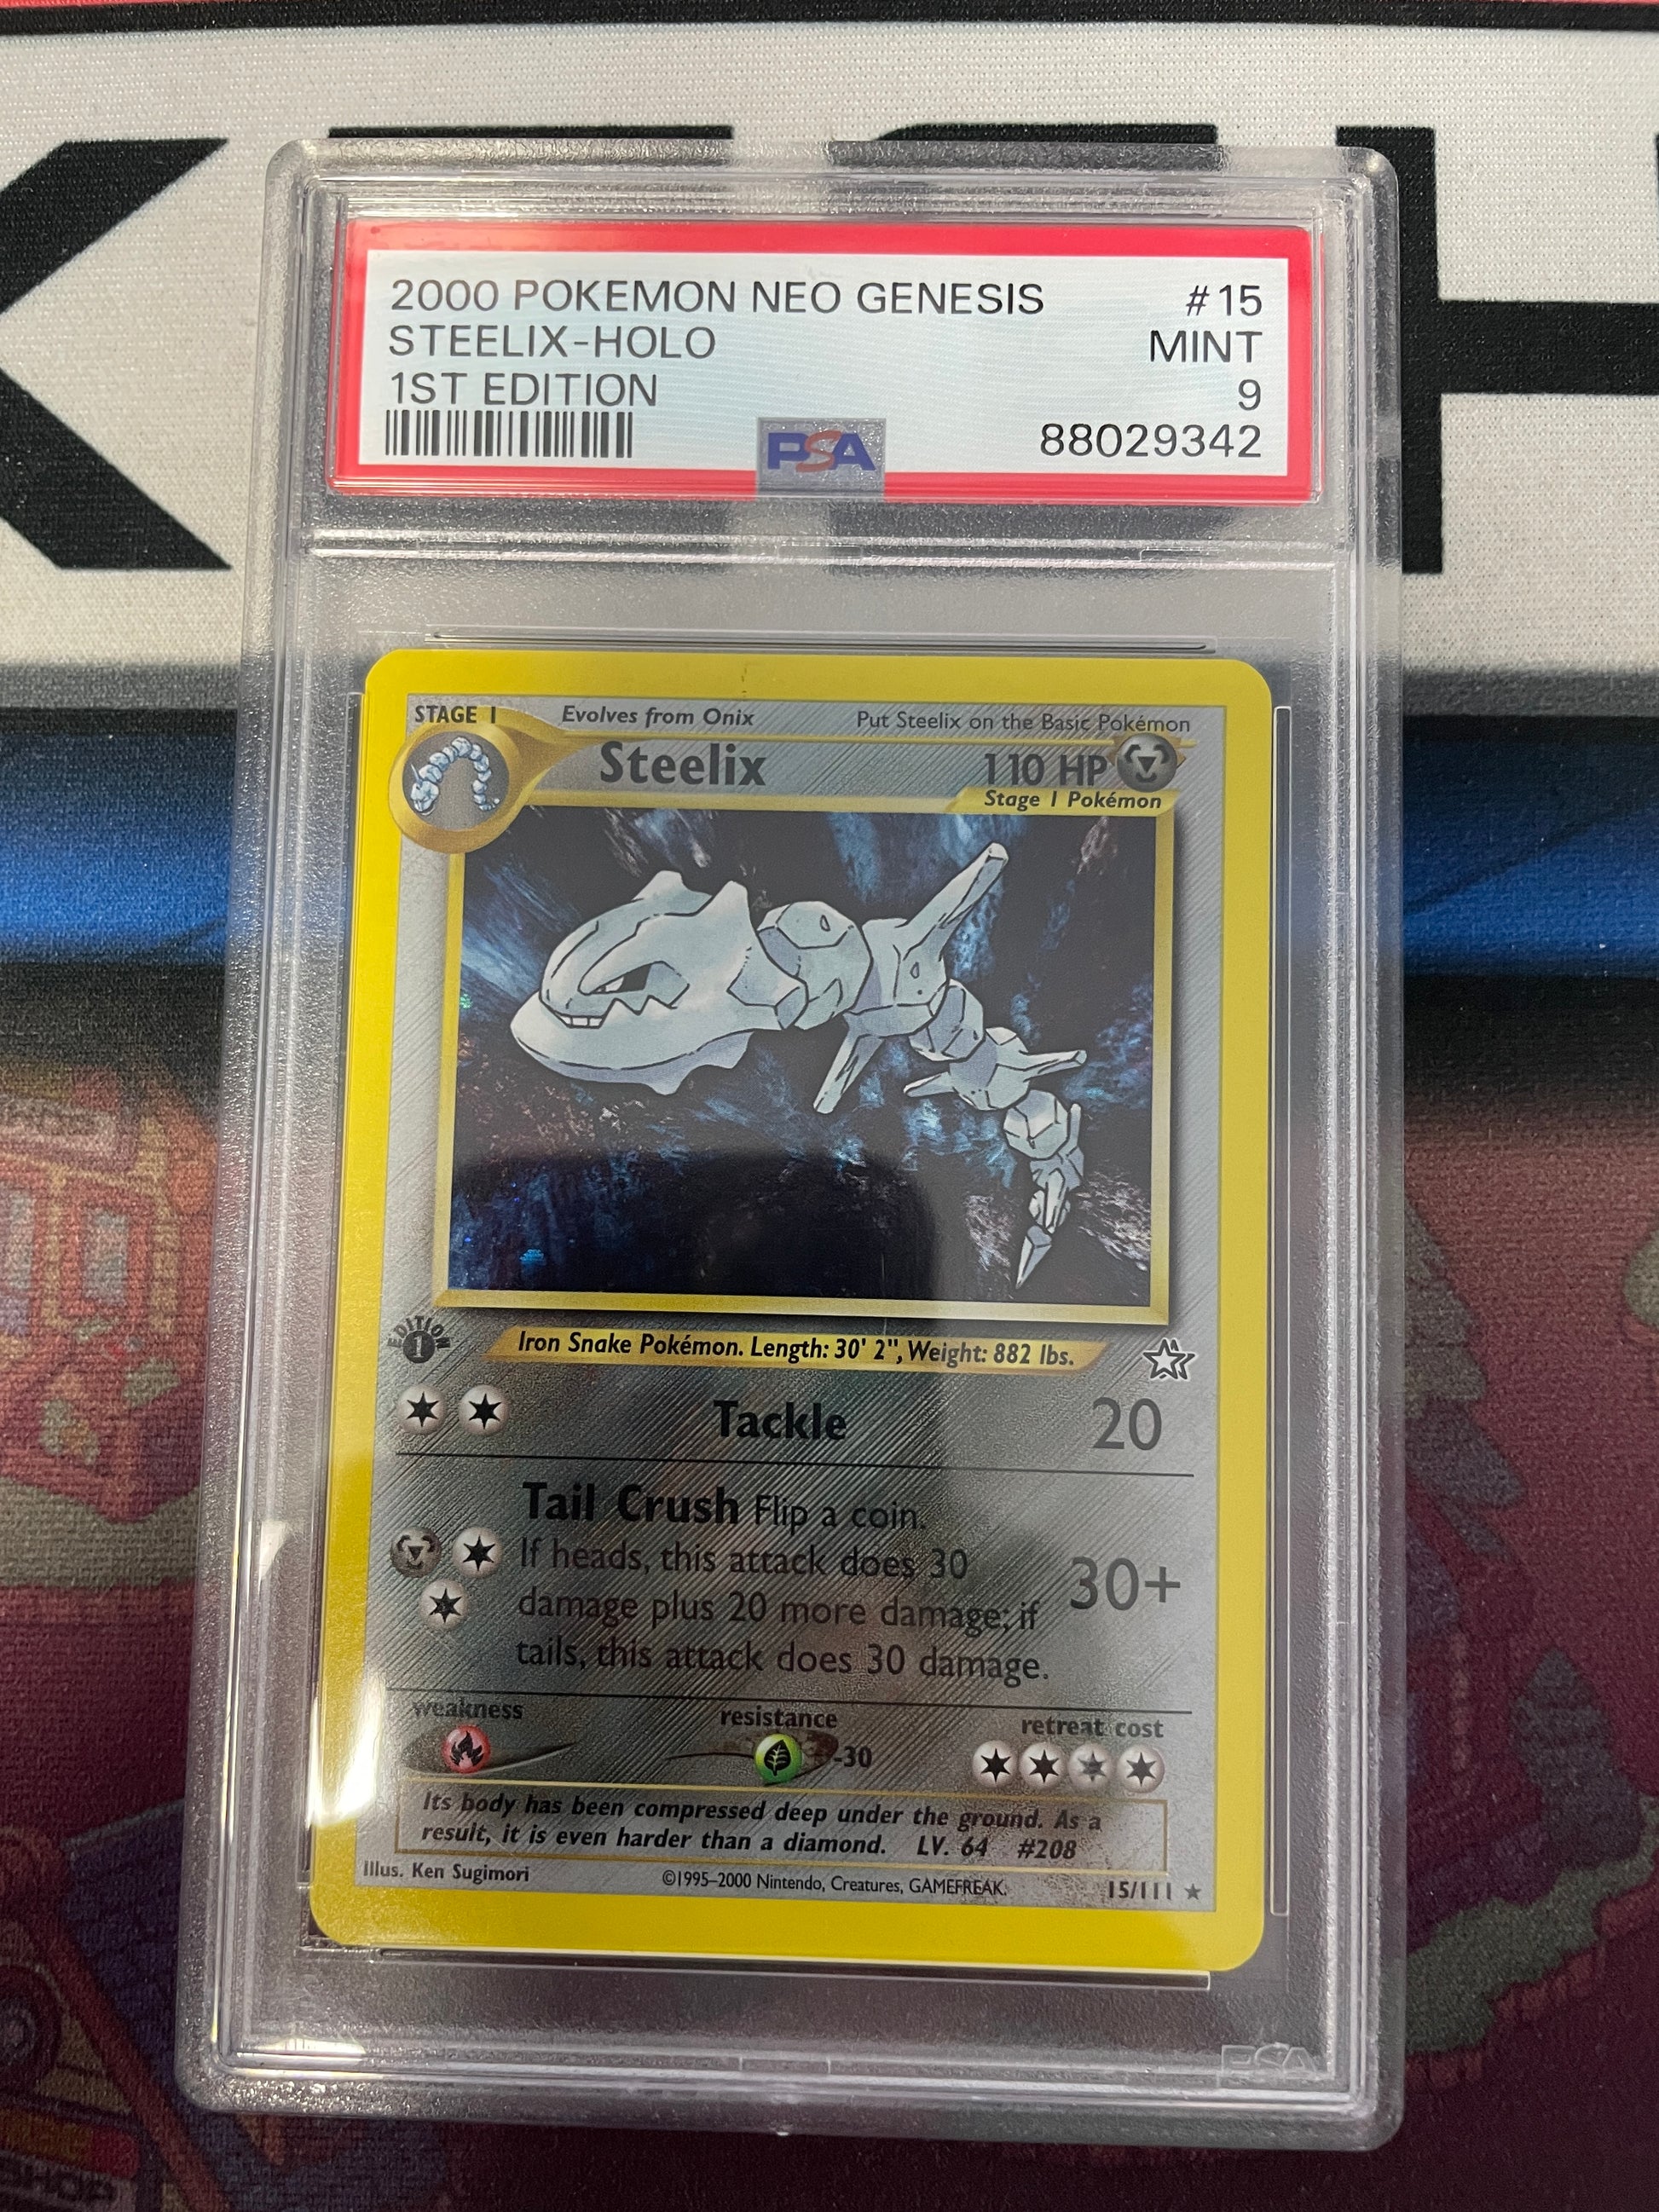 2000 POKEMON NEO GENESIS #15
STEELIX-HOLO MINT
1ST EDITION 9
PSA 88029342
STAGE 1 Evolves from Onix Put Steelix on the Basic Pokémon
Steelix 110 HP
Stage 1 Pokémon
EDITION
1
Iron Snake Pokémon. Length: 30' 2", Weight: 882 lbs.
Tackle 20
Tail Crush Flip a coin.
If heads, this attack does 30
damage plus 20 more damage; if
tails, this attack does 30 damage.
30+
weakness resistance retreat cost
-30
Its body has been compressed deep under the ground. As a
result, it is even harder than a diamond. LV. 64 #208
Illus. Ken Sugimori ©1995–2000 Nintendo, Creatures, GAMEFREAK. 15/111 ★
PSA
SHOP